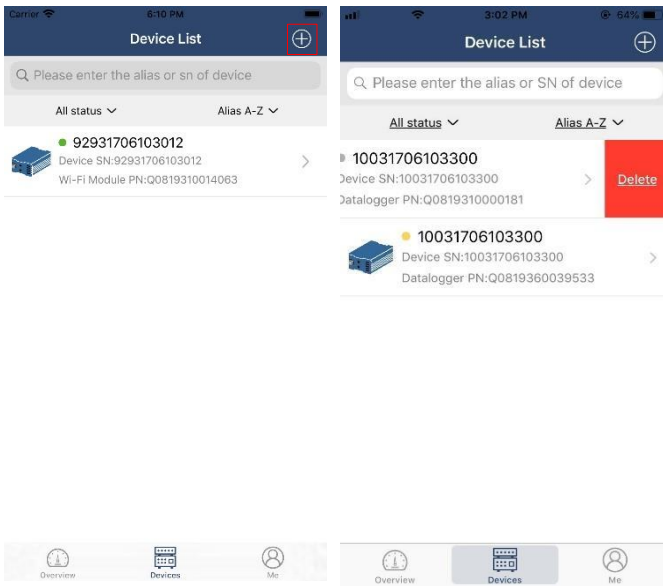 Carrier 6:10 PM
Device List
Please enter the alias or sn of device
All status Alias A-Z
92931706103012
Device SN:92931706103012
Wi-Fi Module PN:Q0819310014063
Overview Devices Me
3:02 PM 64%
Device List
Please enter the alias or SN of device
All status Alias A-Z
10031706103300
Device SN:10031706103300
Datalogger PN:Q0819310000181
Delete
10031706103300
Device SN:10031706103300
Datalogger PN:Q0819360039533
Overview Devices Me